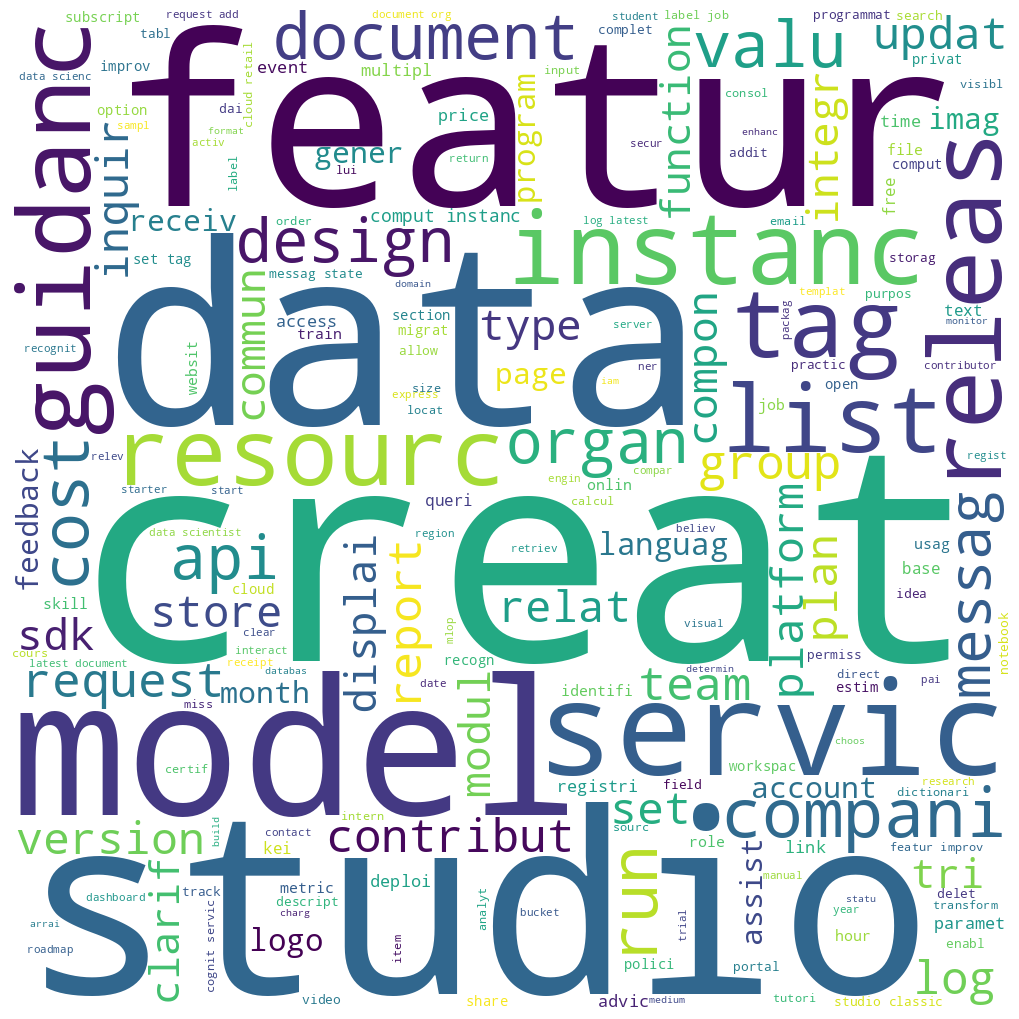 subscript
request add
document org
student
label job
programmat
search
tabl
document
complet
valu
updat
data scienc
improv
cloud retail
event
multipl
input
function
privat
guidanc
featur
visibl
option
dai
price
program
consol
integr
time
imag
sampl
format
activ
gener
return
secur
enhanc
addit
file
comput
label
lui
free
releas
inquir
receiv
order
comput instanc
log latest
email
design
instanc
storag
set tag
messag state
domain
templat
purpos
data
commun
section
type
compon
tag
packag
text
monitor
access
train
migrat
server
recognit
websit
allow
page
practic
contributor
size
ner
open
express
iam
locat
job
list
cost
resourc
organ
group
regist
relev
compar
feedback
engin
onlin
calcul
starter
start
queri
messag
creat
data scientist
region
believ
languag
platform
plan
usag
api
displai
report
retriev
base
cloud
skill
store
relat
idea
sdk
clear
mlop
visual
notebook
cours
interact
permiss
latest document
receipt
databas
recogn
determin
direct
pai
request
month
date
identifi
team
estim
miss
modul
model
servic
choos
certif
workspac
registri
field
account
research
dictionari
set
compani
version
build
contact
intern
contribut
sourc
featur improv
kei
role
link
run
assist
tri
clarif
studio
dashboard
track
metric
deploi
manual
delet
descript
analyt
statu
transform
arrai
charg
bucket
trial
year
paramet
roadmap
cognit servic
logo
item
hour
enabl
polici
portal
log
video
share
advic
medium
tutori
studio classic